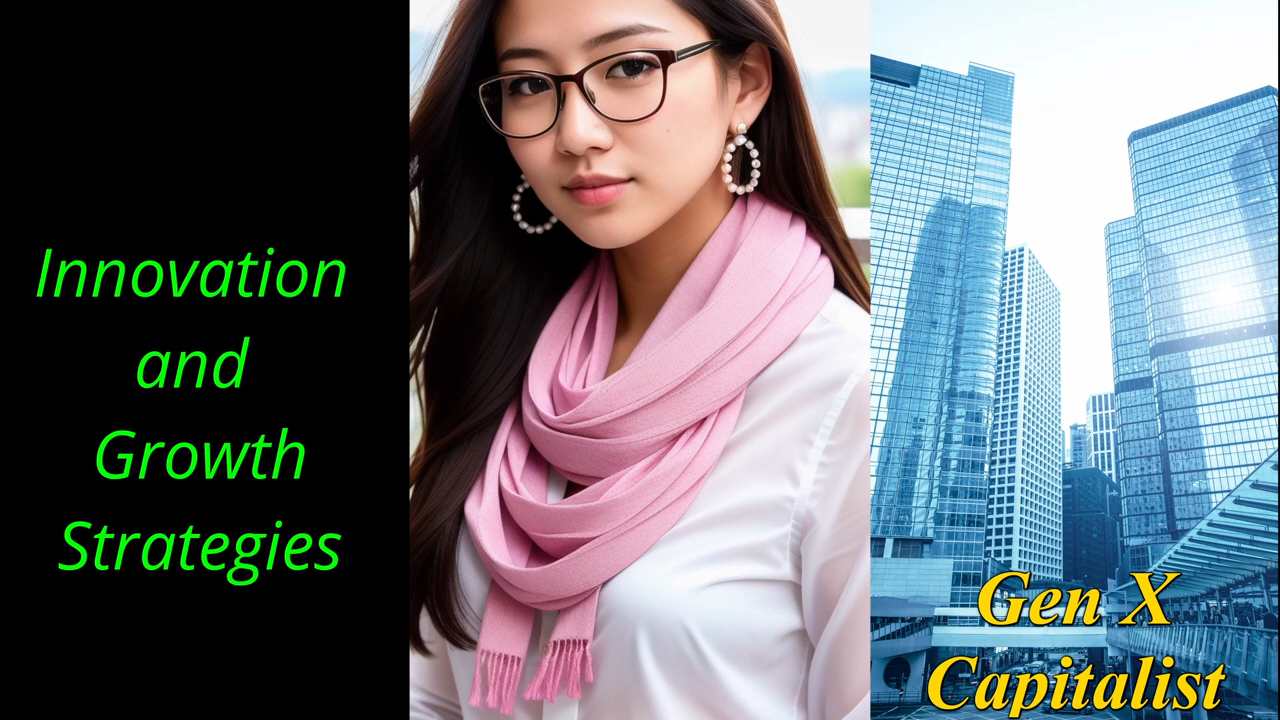 Innovation
and
Growth
Strategies
Gen X
Capitalist